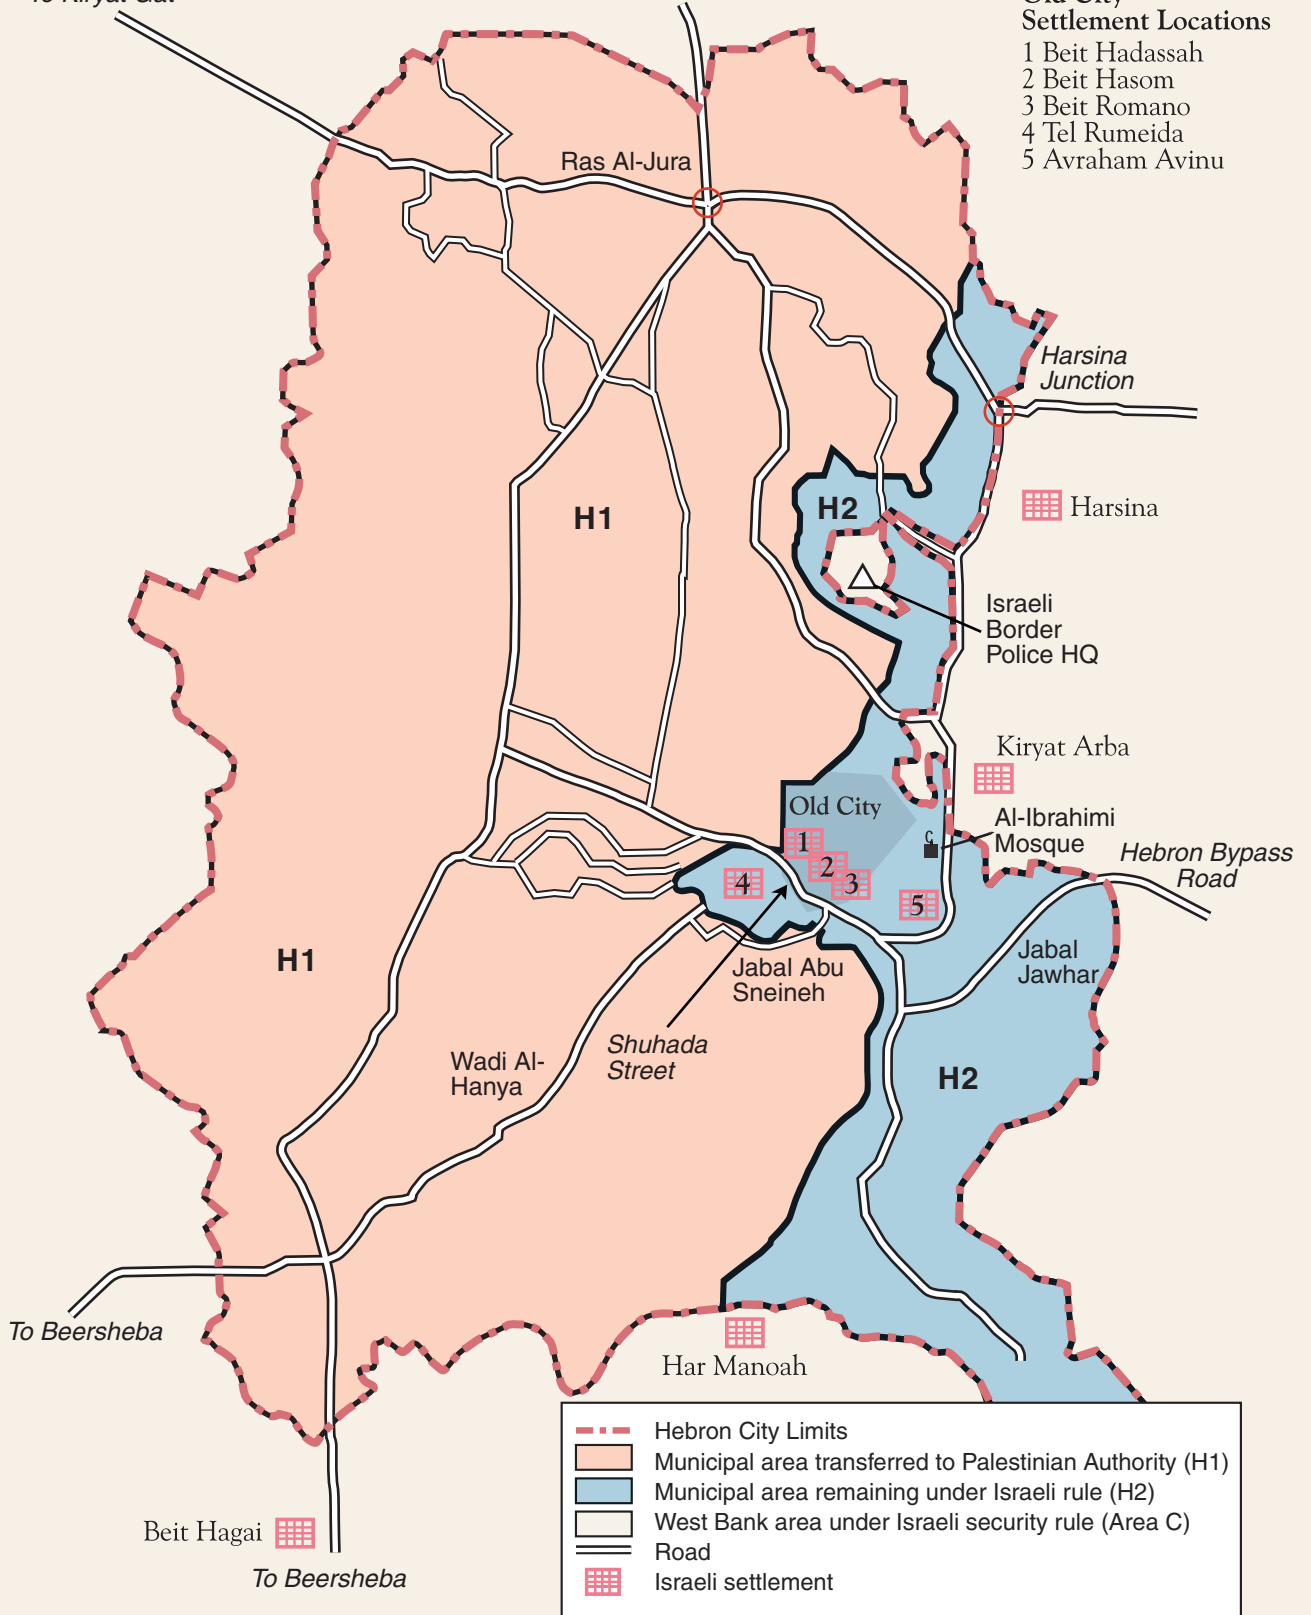 Old City
Settlement Locations
1 Beit Hadassah
2 Beit Hasom
3 Beit Romano
4 Tel Rumeida
5 Avraham Avinu
Ras Al-Jura
Harsina
Junction
H1
H2
Harsina
Israeli
Border
Police HQ
Kiryat Arba
Old City
Al-Ibrahimi
Mosque
Hebron Bypass
Road
1
2
3
4
5
H1
Jabal Abu
Sneineh
Jabal
Jawhar
Shuhada
Street
Wadi Al-
Hanya
H2
To Beersheba
Har Manoah
Hebron City Limits
Municipal area transferred to Palestinian Authority (H1)
Municipal area remaining under Israeli rule (H2)
West Bank area under Israeli security rule (Area C)
Road
Israeli settlement
Beit Hagai
To Beersheba